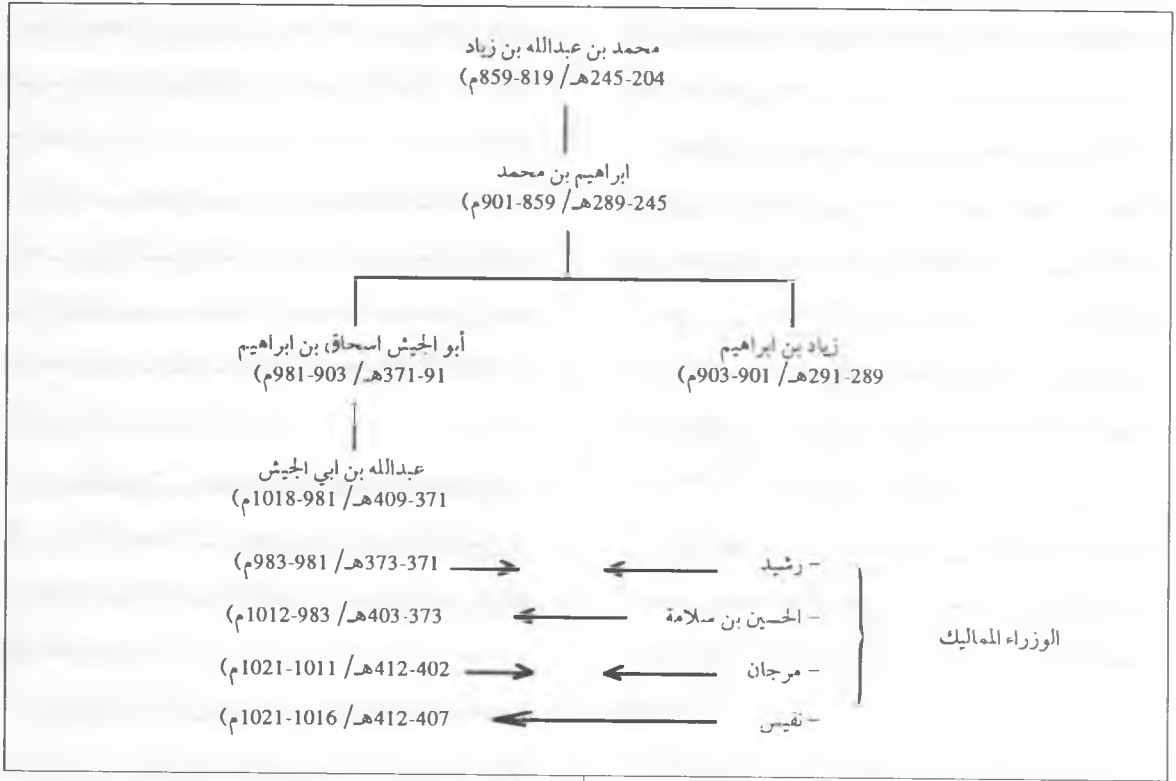 محمد بن عبدالله بن زياد
204-245هـ/ 819-859م)
ابراهيم بن محمد
245-289هـ/ 859-901م)
زياد بن ابراهيم
289-291هـ/ 901-903م)
أبو الجيش اسحاق بن ابراهيم
91-371هـ/ 903-981م)
عبدالله بن ابي الجيش
371-409هـ/ 981-1018م)
الوزراء المماليك
- رشيد
371-373هـ/ 981-983م)
- الحسين بن سلامة
373-403هـ/ 983-1012م)
- مرجان
402-412هـ/ 1011-1021م)
- نفيس
407-412هـ/ 1016-1021م)